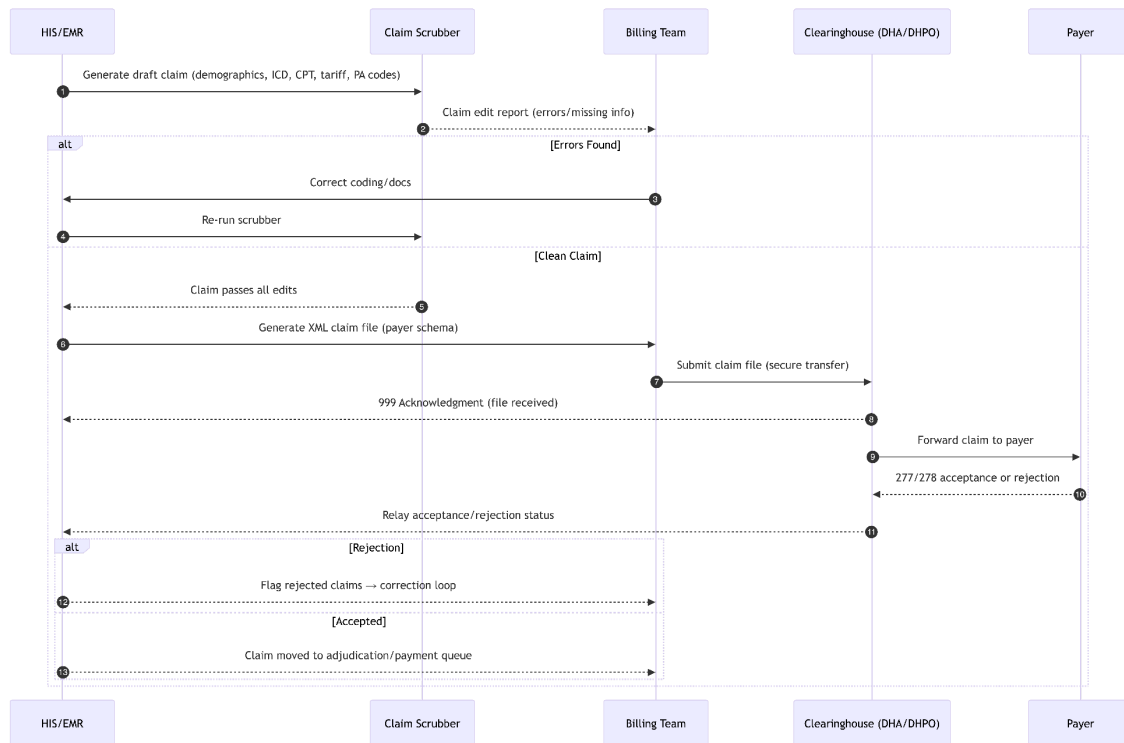 HIS/EMR
Claim Scrubber
Billing Team
Clearinghouse (DHA/DHPO)
Payer
Generate draft claim (demographics, ICD, CPT, tariff, PA codes)
1
Claim edit report (errors/missing info)
2
alt
[Errors Found]
Correct coding/docs
3
Re-run scrubber
4
[Clean Claim]
Claim passes all edits
5
Generate XML claim file (payer schema)
6
Submit claim file (secure transfer)
7
999 Acknowledgment (file received)
8
Forward claim to payer
9
277/278 acceptance or rejection
10
Relay acceptance/rejection status
11
alt
[Rejection]
Flag rejected claims → correction loop
12
[Accepted]
Claim moved to adjudication/payment queue
13
HIS/EMR
Claim Scrubber
Billing Team
Clearinghouse (DHA/DHPO)
Payer